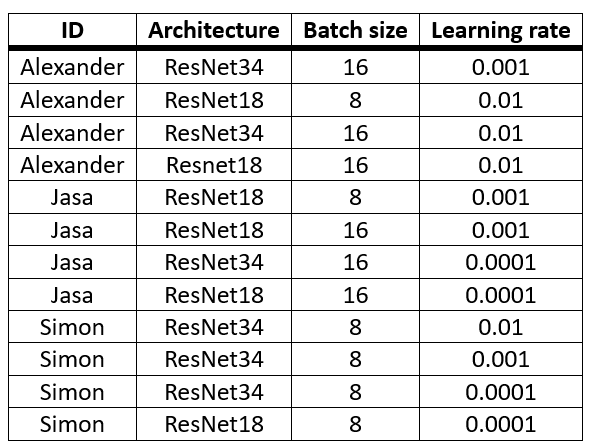 ID Architecture Batch size Learning rate
Alexander ResNet34 16 0.001
Alexander ResNet18 8 0.01
Alexander ResNet34 16 0.01
Alexander Resnet18 16 0.01
Jasa ResNet18 8 0.001
Jasa ResNet18 16 0.001
Jasa ResNet34 16 0.0001
Jasa ResNet18 16 0.0001
Simon ResNet34 8 0.01
Simon ResNet34 8 0.001
Simon ResNet34 8 0.0001
Simon ResNet18 8 0.0001